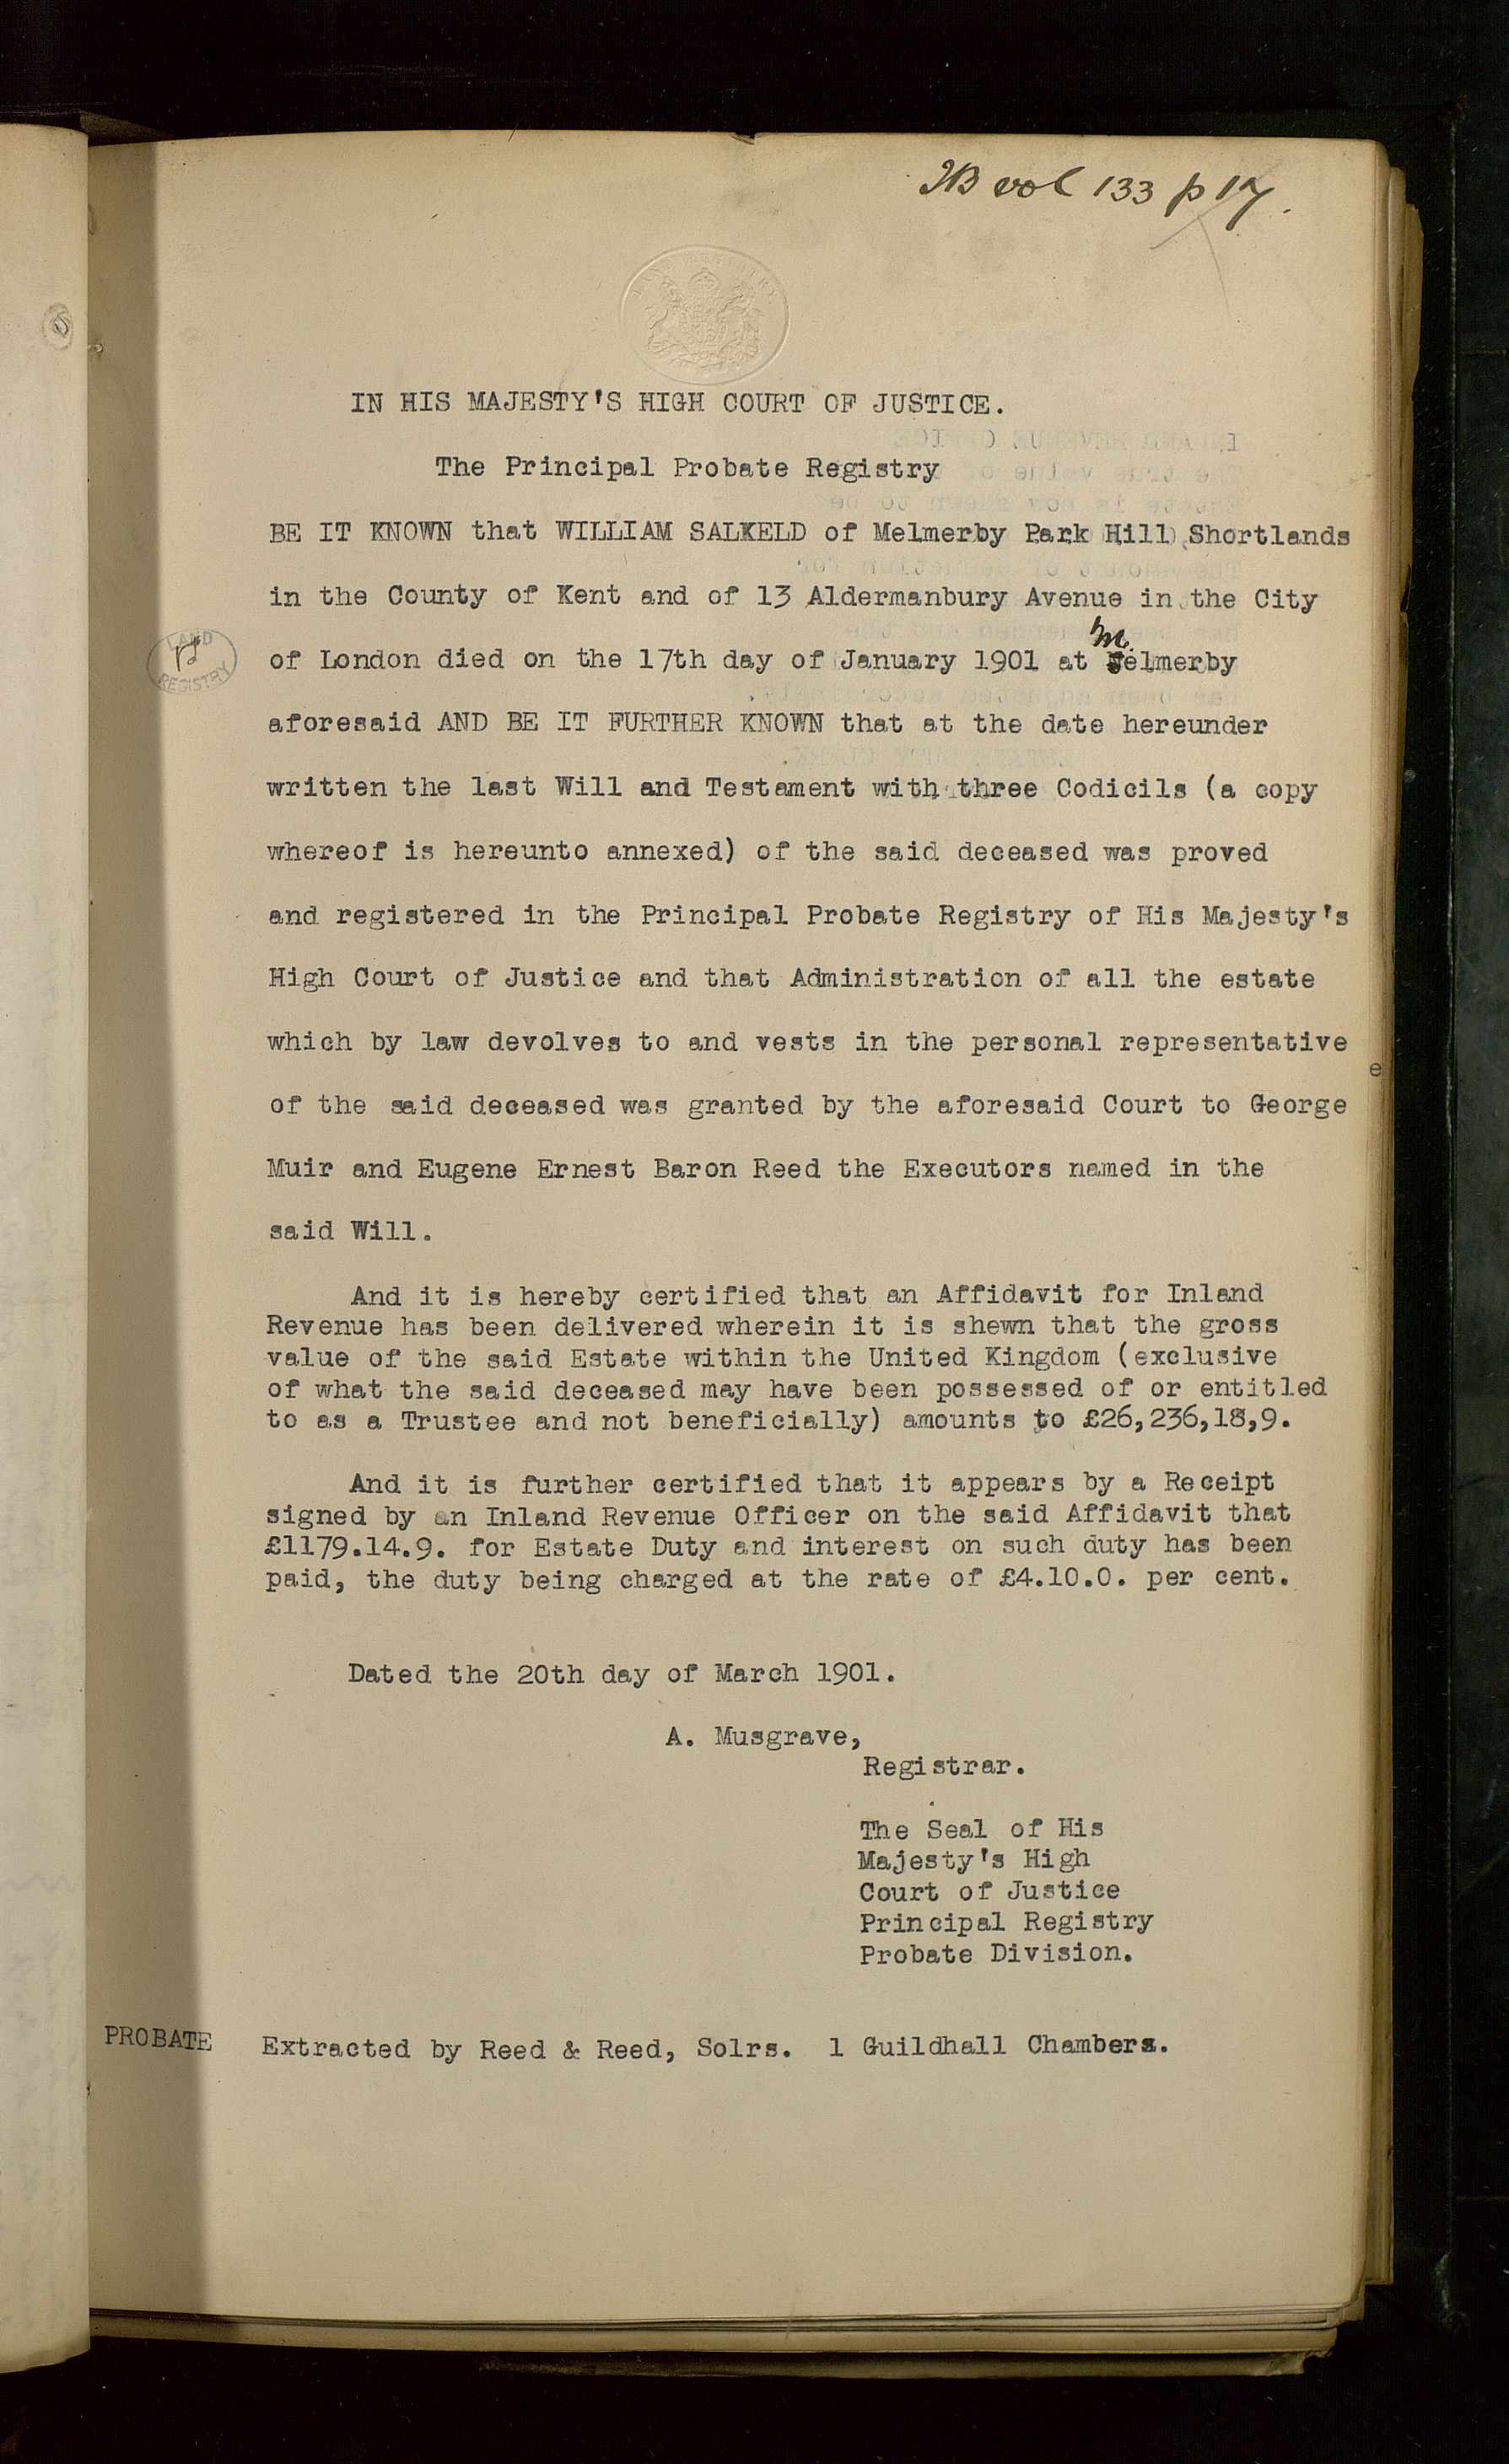 vol 133 p 17.
IN HIS MAJESTY'S HIGH COURT OF JUSTICE.
The Principal Probate Registry
BE IT KNOWN that WILLIAM SALKELD of Melmerby Park Hill Shortlands
in the County of Kent and of 13 Aldermanbury Avenue in the City
LAND
REGISTRY
of London died on the 17th day of January 1901 at Melmerby
aforesaid AND BE IT FURTHER KNOWN that at the date hereunder
written the last Will and Testament with three Codicils (a copy
whereof is hereunto annexed) of the said deceased was proved
and registered in the Principal Probate Registry of His Majesty's
High Court of Justice and that Administration of all the estate
which by law devolves to and vests in the personal representative
of the said deceased was granted by the aforesaid Court to George
Muir and Eugene Ernest Baron Reed the Executors named in the
said Will.
And it is hereby certified that an Affidavit for Inland
Revenue has been delivered wherein it is shewn that the gross
value of the said Estate within the United Kingdom (exclusive
of what the said deceased may have been possessed of or entitled
to as a Trustee and not beneficially) amounts to £26,236,18,9.
And it is further certified that it appears by a Receipt
signed by an Inland Revenue Officer on the said Affidavit that
£1179.14.9. for Estate Duty and interest on such duty has been
paid, the duty being charged at the rate of £4.10.0. per cent.
Dated the 20th day of March 1901.
A. Musgrave,
Registrar.
The Seal of His
Majesty's High
Court of Justice
Principal Registry
Probate Division.
PROBATE Extracted by Reed & Reed, Solrs. 1 Guildhall Chambers.